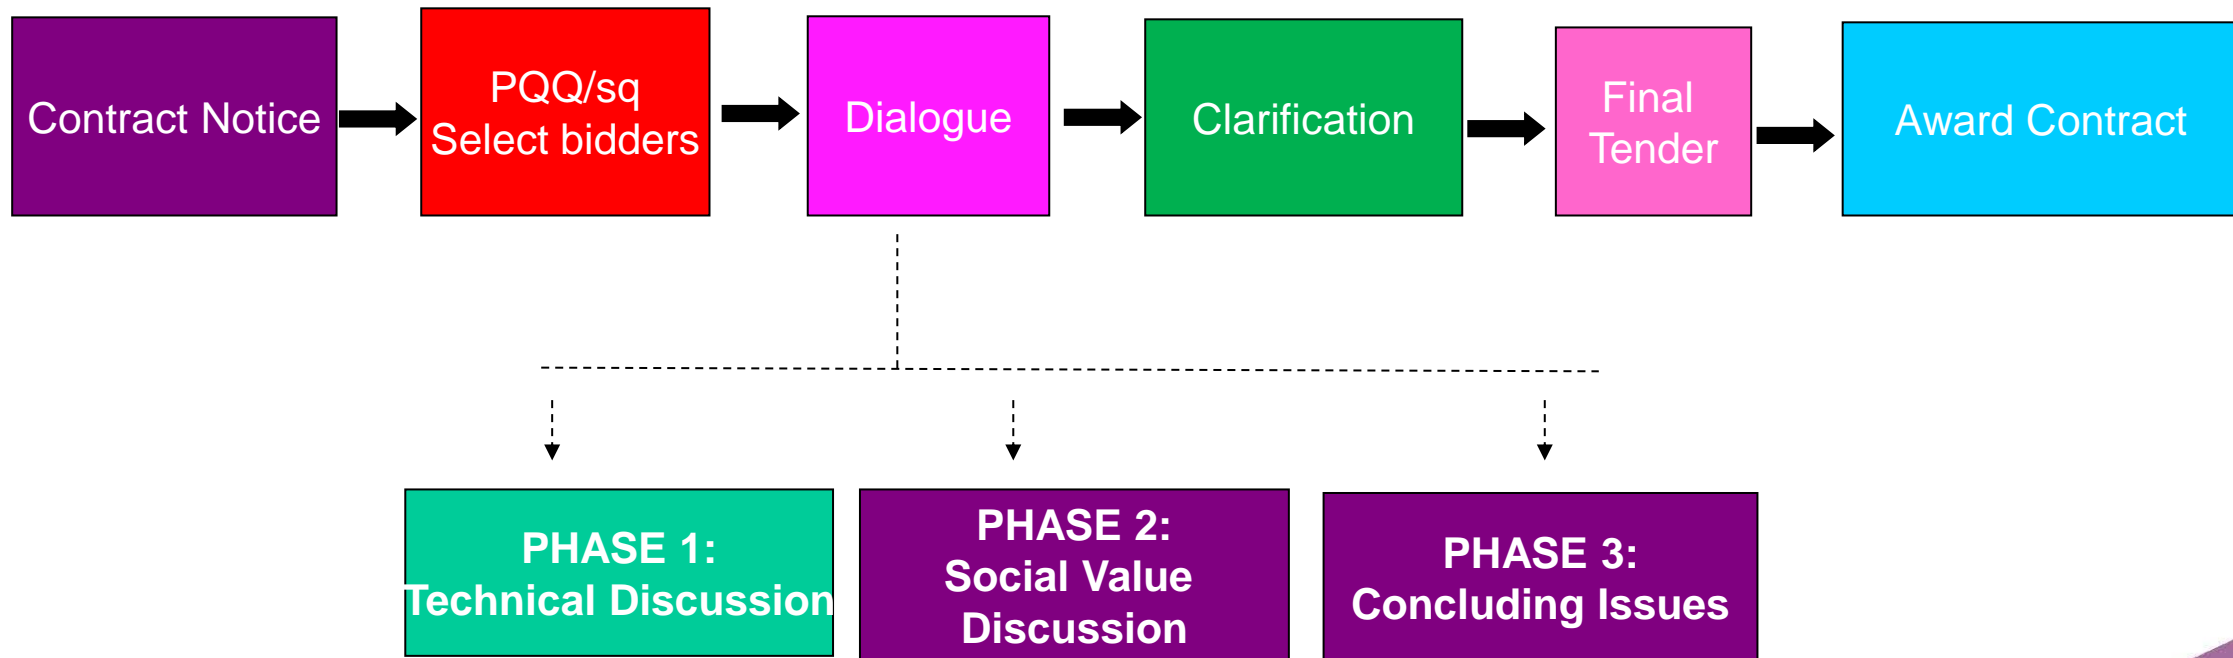 Contract Notice
PQQ/sq
Select bidders
Dialogue
Clarification
Final
Tender
Award Contract
PHASE 1:
Technical Discussion
PHASE 2:
Social Value
Discussion
PHASE 3:
Concluding Issues